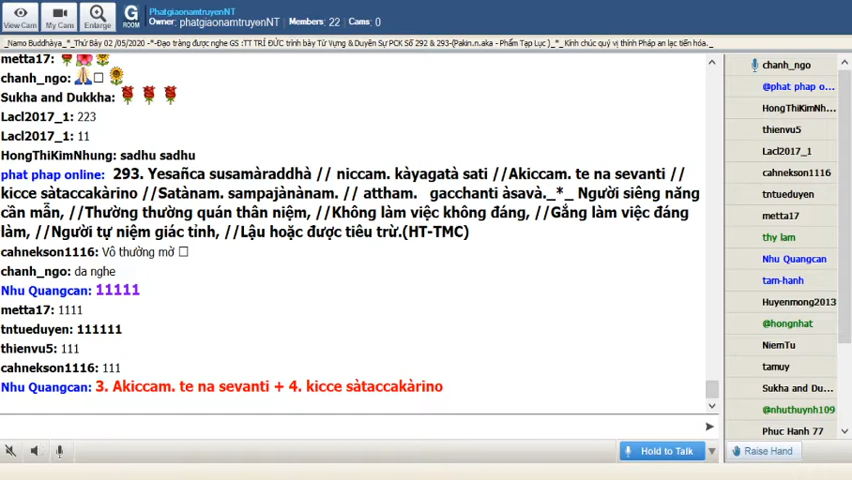 View Cam
My Cam
Enlarge
G
ROOM
PhatgiaonamtruyenNT
Owner: phatgiaonamtruyenNT Members: 22 Cams: 0
_Namo Buddhàya_*_Thứ Bảy 02 /05/2020 -*-Đạo tràng được nghe GS :TT TRÍ ĐỨC trình bày Từ Vựng &Duyên Sự PCK Số 292 & 293-(Pakin.n.aka - Phẩm Tạp Lục )_*_ Kính chúc quý vị thính Pháp an lạc tiến hóa._
metta17:
chanh_ngo:
Sukha and Dukkha:
Lacl2017_1: 223
Lacl2017_1: 11
HongThiKimNhung: sadhu sadhu
phat phap online: 293. Yesañca susamàraddhà // niccam. kàyagatà sati //Akiccam. te na sevanti //
kicce sàtaccakàrino //Satànam. sampajànànam. // attham. gacchanti àsavà._*_ Người siêng năng
cần mẫn, //Thường thường quán thân niệm, //Không làm việc không đáng, //Gắng làm việc đáng
làm, //Người tự niệm giác tỉnh, //Lậu hoặc được tiêu trừ.(HT-TMC)
cahnekson1116: Vô thường mở □
chanh_ngo: da nghe
Nhu Quangcan: 11111
metta17: 1111
tntueduyen: 111111
thienvu5: 111
cahnekson1116: 111
Nhu Quangcan: 3. Akiccam. te na sevanti + 4. kicce sàtaccakàrino
Hold to Talk
chanh_ngo
@phat phap o...
HongThiKimNh...
thienvu5
Lacl2017_1
cahnekson1116
tntueduyen
metta17
thy lam
Nhu Quangcan
tam-hanh
Huyenmong2013
@hongnhat
NiemTu
tamuy
Sukha and Du...
@nhuthuynh109
Phuc Hanh 77
Raise Hand